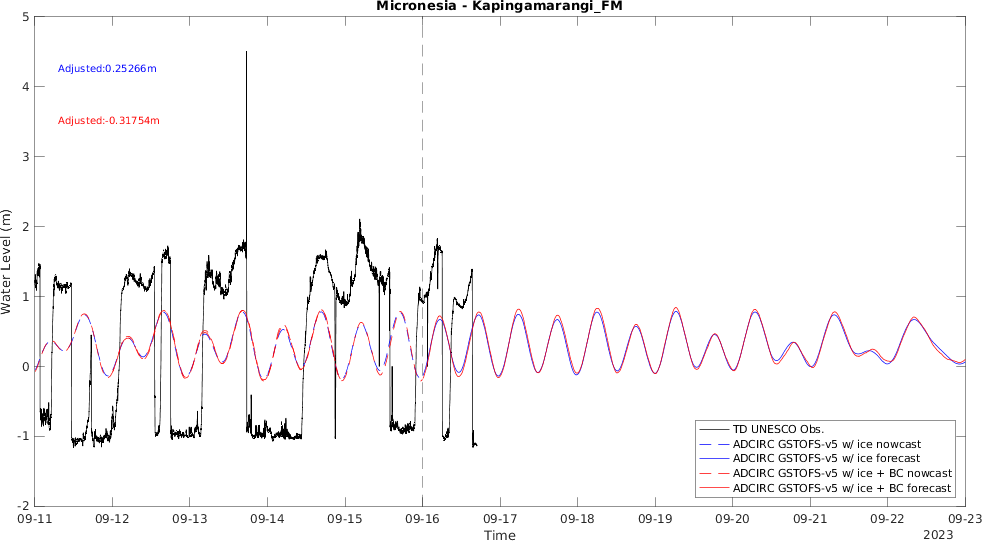 Micronesia - Kapingamarangi_FM
5
4
3
2
1
0
-1
-2
Water Level (m)
Adjusted:0.25266m
Adjusted:-0.31754m
TD UNESCO Obs.
ADCIRC GSTOFS-v5 w/ ice nowcast
ADCIRC GSTOFS-v5 w/ ice forecast
ADCIRC GSTOFS-v5 w/ ice + BC nowcast
ADCIRC GSTOFS-v5 w/ ice + BC forecast
09-11 09-12 09-13 09-14 09-15 09-16 09-17 09-18 09-19 09-20 09-21 09-22 09-23
Time
2023